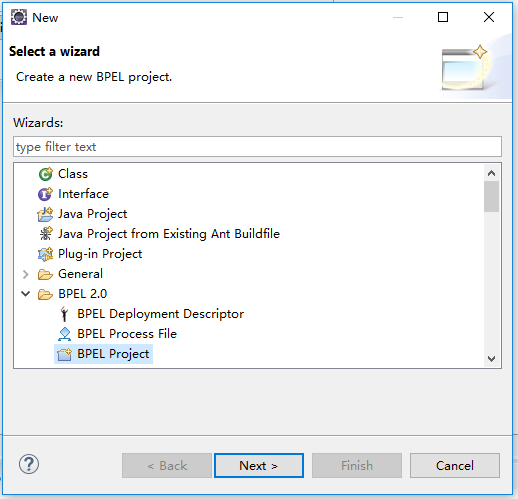 New
Select a wizard
Create a new BPEL project.
Wizards:
type filter text
Class
Interface
Java Project
Java Project from Existing Ant Buildfile
Plug-in Project
General
BPEL 2.0
BPEL Deployment Descriptor
BPEL Process File
BPEL Project
< Back Next > Finish Cancel